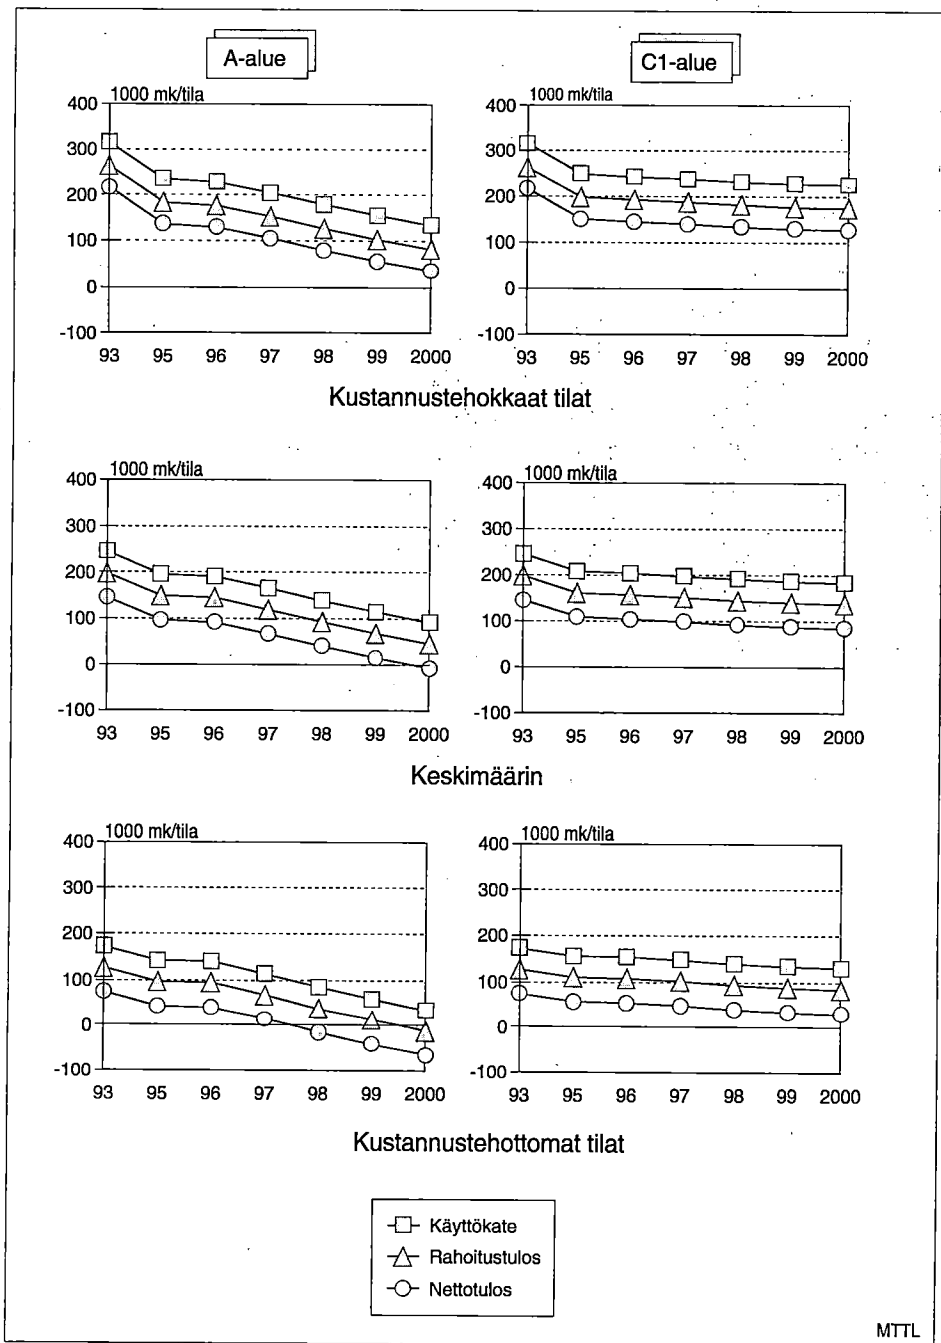 A-alue
C1-alue
1000 mk/tila
400
300
200
100
0
-100
93 95 96 97 98 99 2000
1000 mk/tila
400
300
200
100
0
-100
93 95 96 97 98 99 2000
Kustannustehokkaat tilat
1000 mk/tila
400
300
200
100
0
-100
93 95 96 97 98 99 2000
1000 mk/tila
400
300
200
100
0
-100
93 95 96 97 98 99 2000
Keskimäärin
1000 mk/tila
400
300
200
100
0
-100
93 95 96 97 98 99 2000
1000 mk/tila
400
300
200
100
0
-100
93 95 96 97 98 99 2000
Kustannustehottomat tilat
Käyttökate
Rahoitustulos
Nettotulos
MTTL